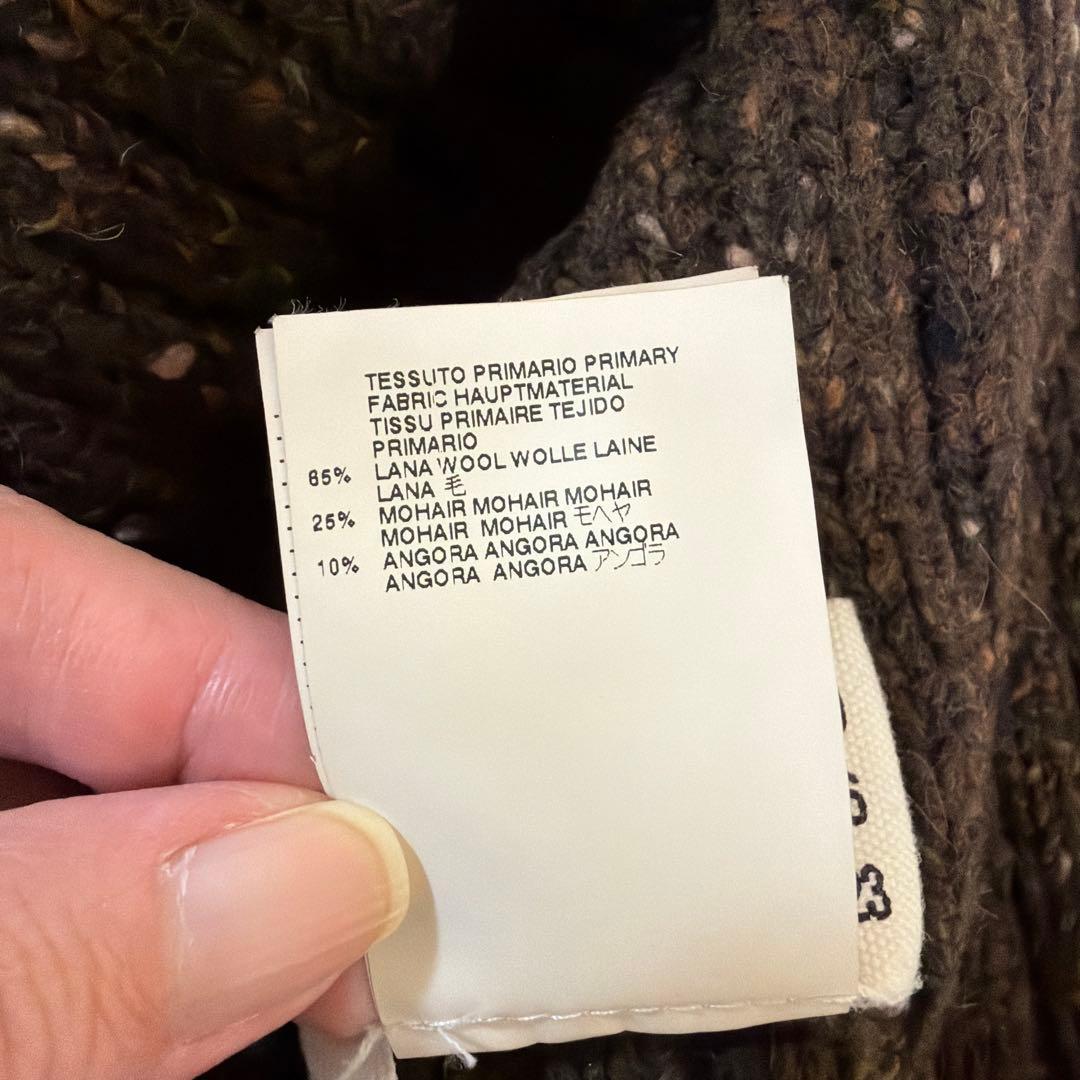 TESSUTO PRIMARIO PRIMARY
FABRIC HAUPTMATERIAL
TISSU PRIMAIRE TEJIDO
PRIMARIO
65% LANA WOOL WOLLE LAINE
LANA 毛
25% MOHAIR MOHAIR MOHAIR
MOHAIR MOHAIR モヘヤ
10% ANGORA ANGORA ANGORA
ANGORA ANGORA アンゴラ
3